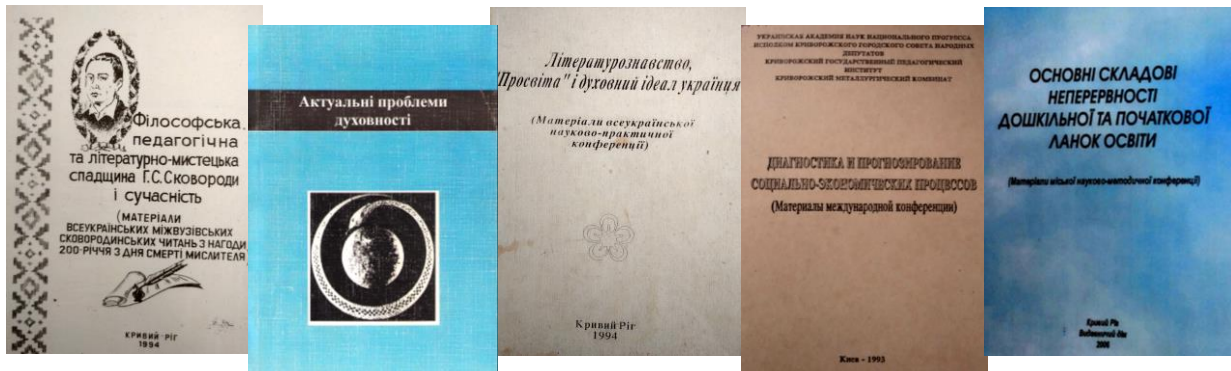 Філософська,
педагогічна
та літературно-мистецька
спадщина Г.С.Сковороди
і сучасність
(МАТЕРІАЛИ
ВСЕУКРАЇНСЬКИХ МІЖВУЗІВСЬКИХ
СКОВОРОДИНСЬКИХ ЧИТАНЬ З НАГОДИ
200-РІЧЧЯ З ДНЯ СМЕРТІ МИСЛИТЕЛЯ)
КРИВИЙ РІГ
1994
Актуальні проблеми
духовності
Літературознавство,
"Просвіта" і духовний ідеал українця
(Матеріали всеукраїнської
науково-практичної
конференції)
Кривий Ріг
1994
УКРАИНСКАЯ АКАДЕМИЯ НАУК НАЦИОНАЛЬНОГО ПРОГРЕССА
ИСПОЛКОМ КРИВОРОЖСКОГО ГОРОДСКОГО СОВЕТА НАРОДНЫХ
ДЕПУТАТОВ
КРИВОРОЖСКИЙ ГОСУДАРСТВЕННЫЙ ПЕДАГОГИЧЕСКИЙ
ИНСТИТУТ
КРИВОРОЖСКИЙ МЕТАЛЛУРГИЧЕСКИЙ КОМБИНАТ
ДИАГНОСТИКА И ПРОГНОЗИРОВАНИЕ
СОЦИАЛЬНО-ЭКОНОМИЧЕСКИХ ПРОЦЕССОВ
(Материалы международной конференции)
Киев - 1993
ОСНОВНІ СКЛАДОВІ
НЕПЕРЕРВНОСТІ
ДОШКІЛЬНОЇ ТА ПОЧАТКОВОЇ
ЛАНОК ОСВІТИ
(Матеріали міської науково-методичної конференції)
Кривий Ріг
Видавничий дім